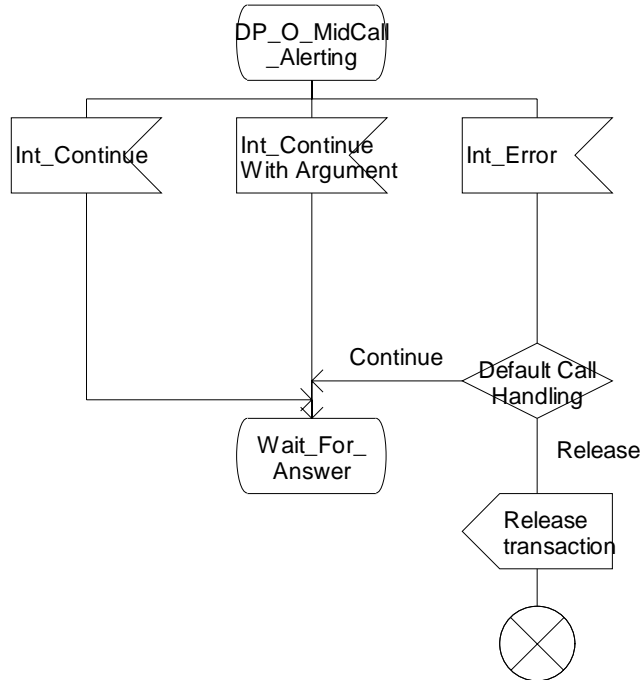 DP_O_MidCall
_Alerting
Int_Continue
Int_Continue
With Argument
Int_Error
Continue
Default Call
Handling
Wait_For_
Answer
Release
Release
transaction